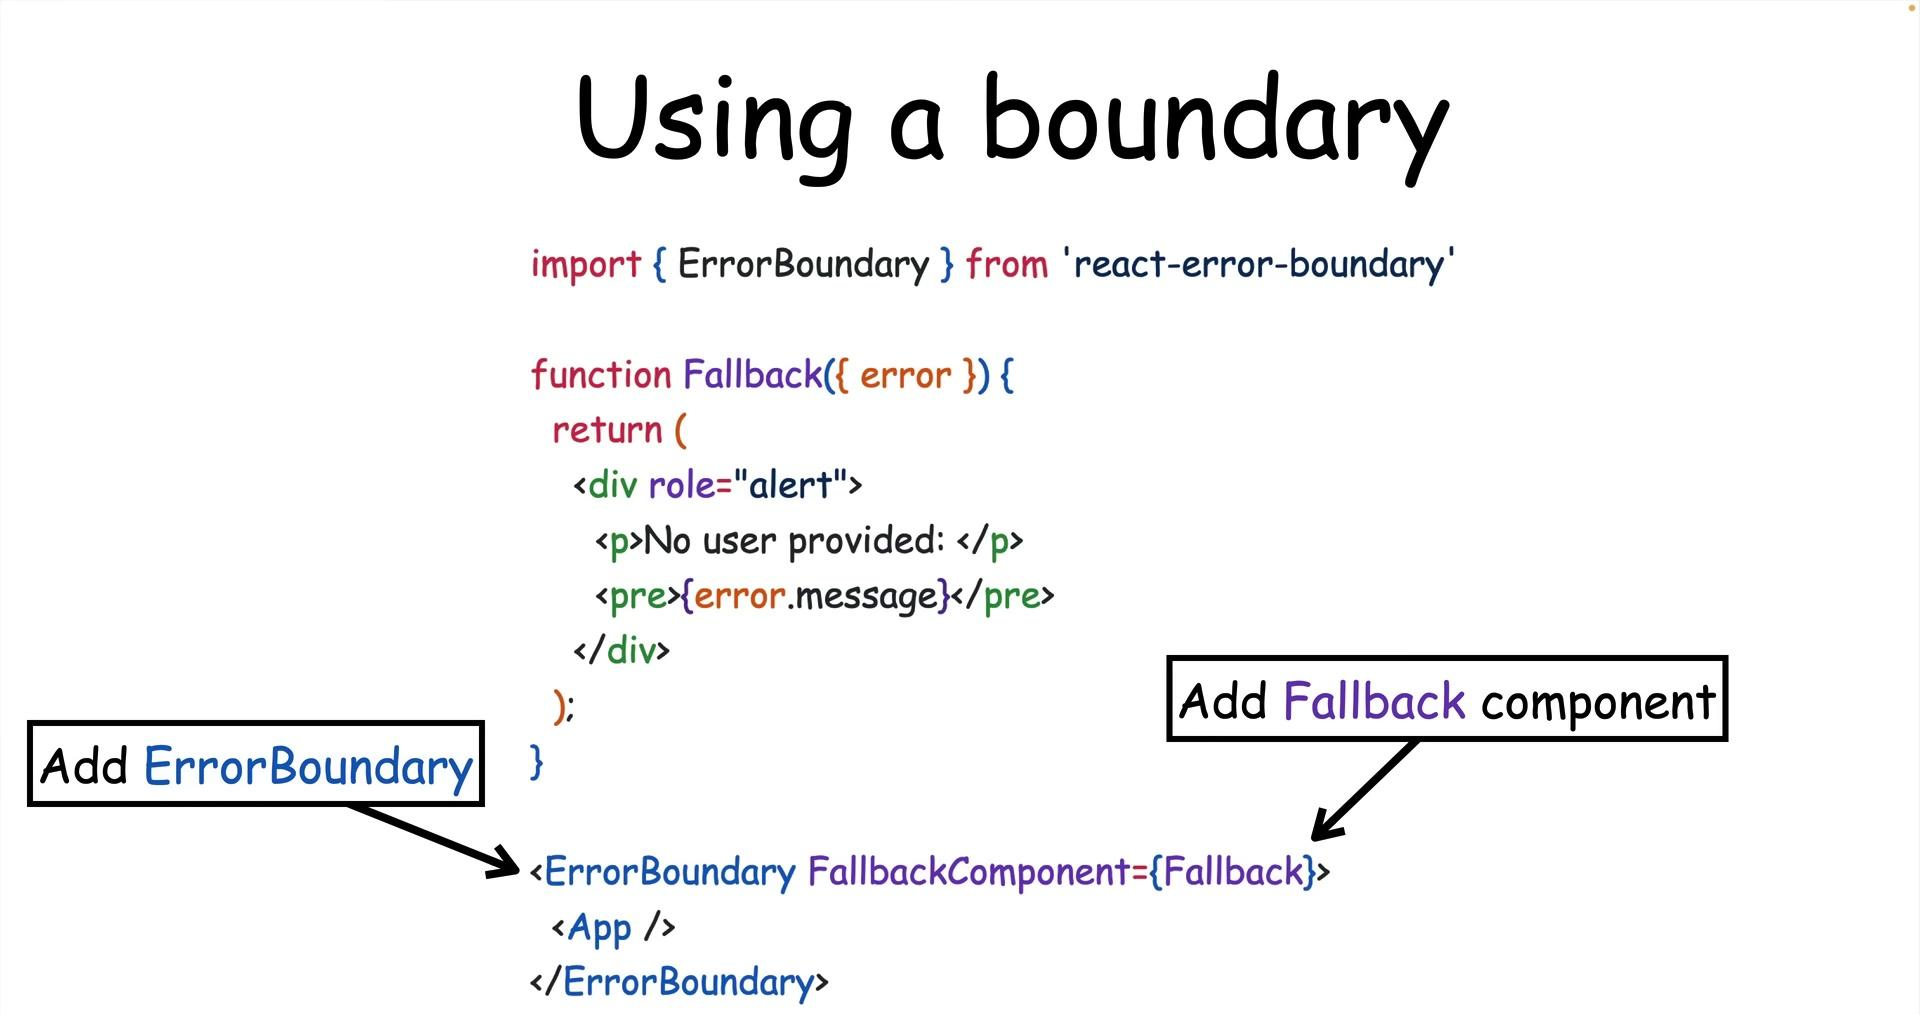 Using a boundary
import { ErrorBoundary } from 'react-error-boundary'
function Fallback({ error }) {
return (
<div role="alert">
<p>No user provided: </p>
<pre>{error.message}</pre>
</div>
);
}
Add Fallback component
Add ErrorBoundary
<ErrorBoundary FallbackComponent={Fallback}>
<App />
</ErrorBoundary>